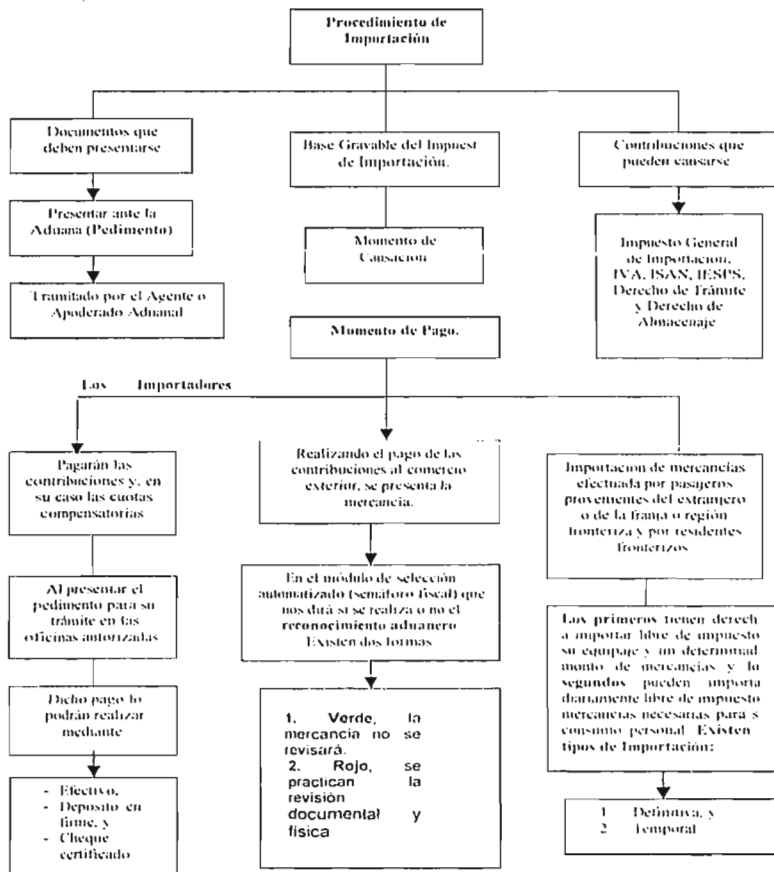 Procedimiento de
Importación
Documentos que
deben presentarse
Presentar ante la
Aduana (Pedimento)
Tramitado por el Agente o
Apoderado Aduanal
Base Gravable del Impuest
de Importación.
Momento de
Causación
Contribuciones que
pueden causarse
Impuesto General
de Importación,
IVA, ISAN, IESPS,
Derecho de Trámite
y Derecho de
Almacenaje
Momento de Pago.
Los Importadores
Pagarán las
contribuciones y, en
su caso las cuotas
compensatorias
Al presentar el
pedimento para su
trámite en las
oficinas autorizadas
Dicho pago lo
podrán realizar
mediante
- Efectivo,
- Deposito en
firme, y
- Cheque
certificado
Realizando el pago de las
contribuciones al comercio
exterior, se presenta la
mercancía.
En el módulo de selección
automatizado (semáforo fiscal) que
nos dirá si se realiza o no el
reconocimiento aduanero
Existen dos formas
1. Verde, la
mercancía no se
revisará.
2. Rojo, se
practican la
revisión
documental y
física
Importación de mercancías
efectuada por pasajeros
provenientes del extranjero
o de la franja o región
fronteriza y por residentes
fronterizos
Los primeros tienen derech
a importar libre de impuesto
su equipaje y un determinad
monto de mercancías y lo
segundos pueden importa
diariamente libre de impuesto
mercancías necesarias para s
consumo personal Existen
tipos de Importación:
1 Definitiva, y
2 Temporal